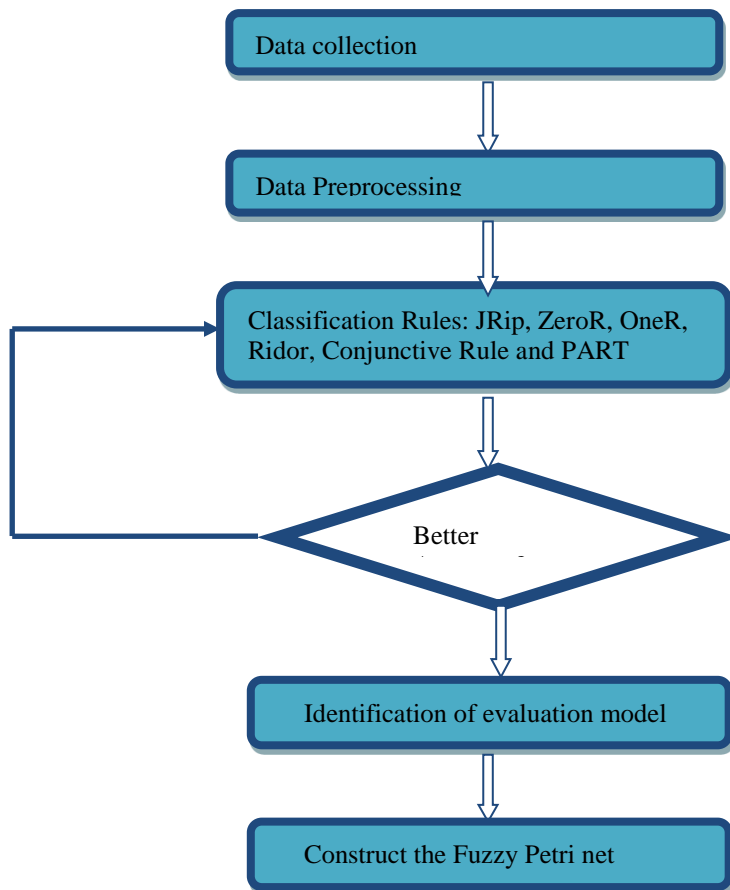 Data collection
Data Preprocessing
Classification Rules: JRip, ZeroR, OneR,
Ridor, Conjunctive Rule and PART
Better
Identification of evaluation model
Construct the Fuzzy Petri net